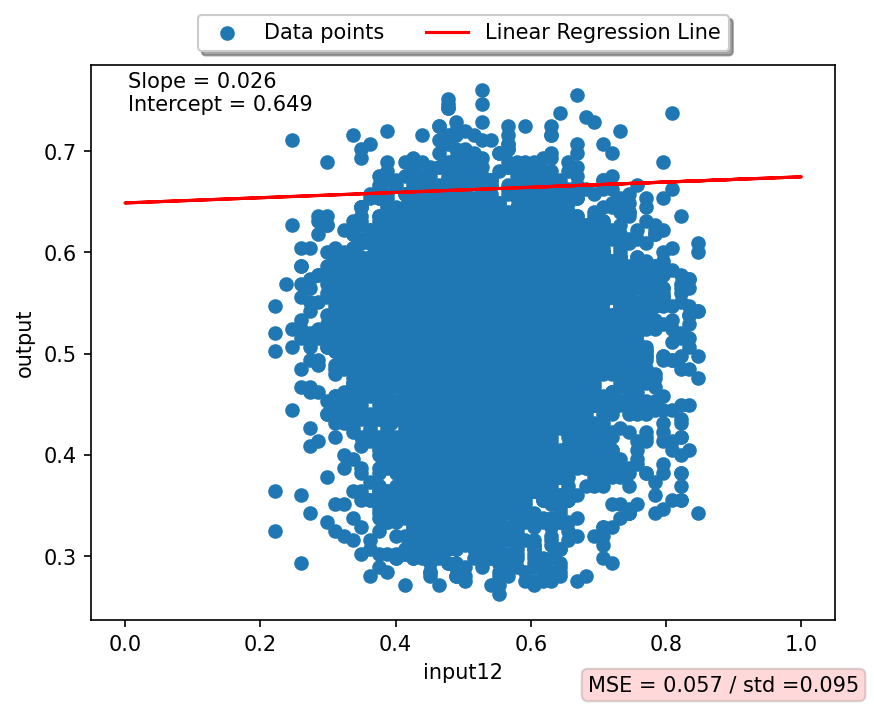 Data points Linear Regression Line
Slope = 0.026
Intercept = 0.649
0.7
0.6
0.5
0.4
0.3
output
0.0 0.2 0.4 0.6 0.8 1.0
input12
MSE = 0.057 / std =0.095